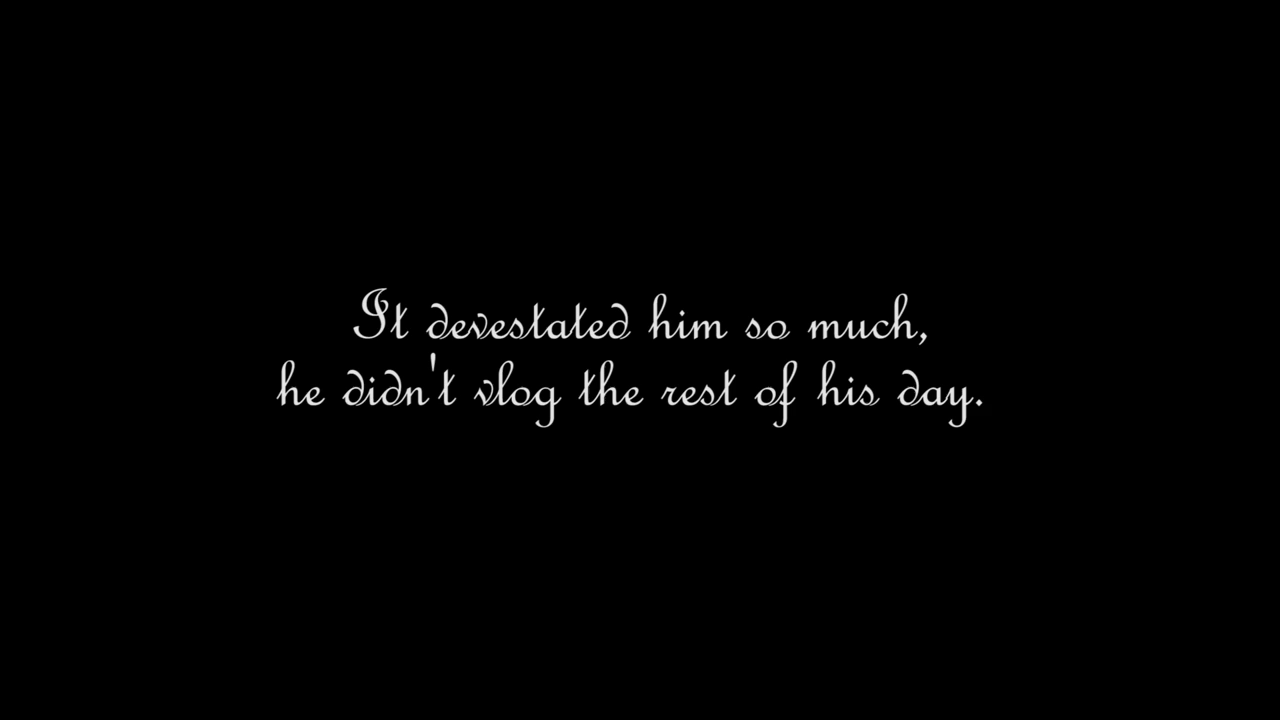 It devestated him so much,
he didn't vlog the rest of his day.